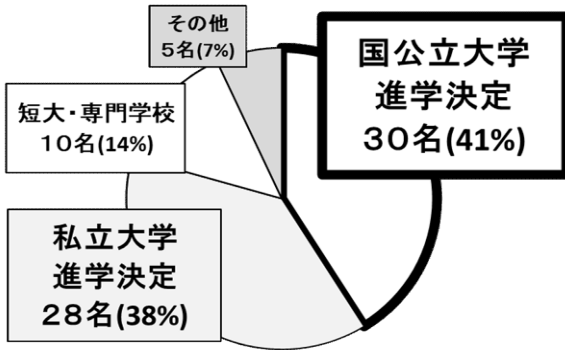 その他
5名(7%)
国公立大学
進学決定
30名(41%)
短大・専門学校
10名(14%)
私立大学
進学決定
28名(38%)